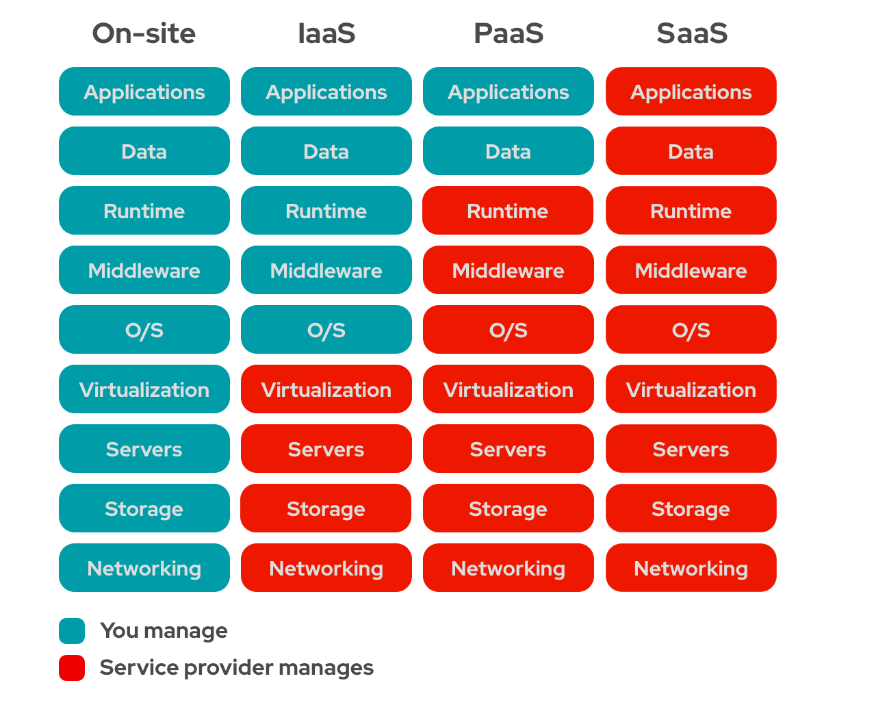 On-site IaaS PaaS SaaS
Applications Applications Applications Applications
Data Data Data Data
Runtime Runtime Runtime Runtime
Middleware Middleware Middleware Middleware
O/S O/S O/S O/S
Virtualization Virtualization Virtualization Virtualization
Servers Servers Servers Servers
Storage Storage Storage Storage
Networking Networking Networking Networking
You manage
Service provider manages